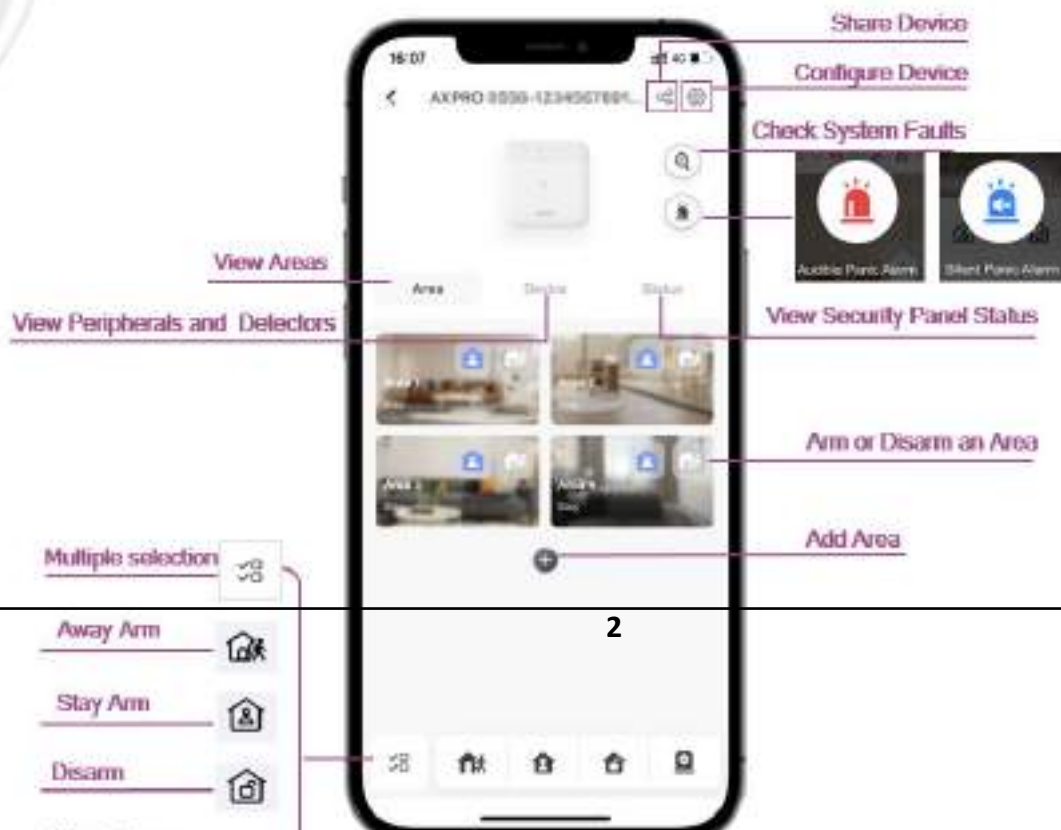 Share Device
16:07
4G
Configure Device
AXPRO
Check System Faults
Audible Panic Alarm
Silent Panic Alarm
View Areas
Area
Device
Status
View Peripherals and Detectors
View Security Panel Status
Arm or Disarm an Area
Add Area
Multiple selection
2
Away Arm
Stay Arm
Disarm